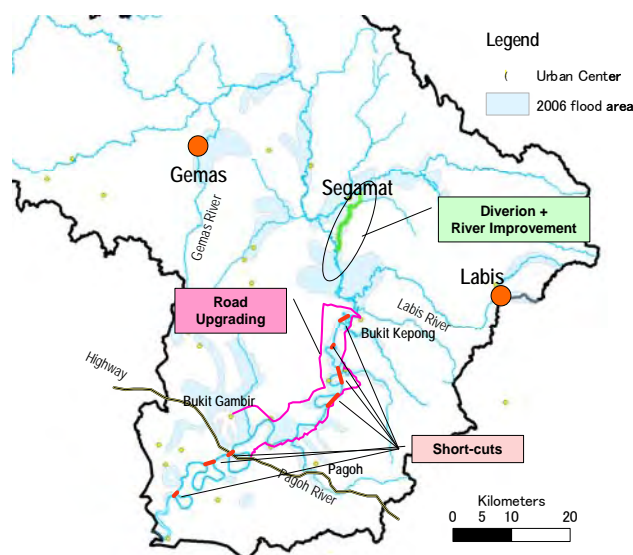 Legend
Urban Center
2006 flood area
Gemas
Segamat
Gemas River
Diverion +
River Improvement
Labis
Road
Upgrading
Labis River
Bukit Kepong
Highway
Bukit Gambir
Short-cuts
Pagoh
Pagoh River
Kilometers
0 5 10 20